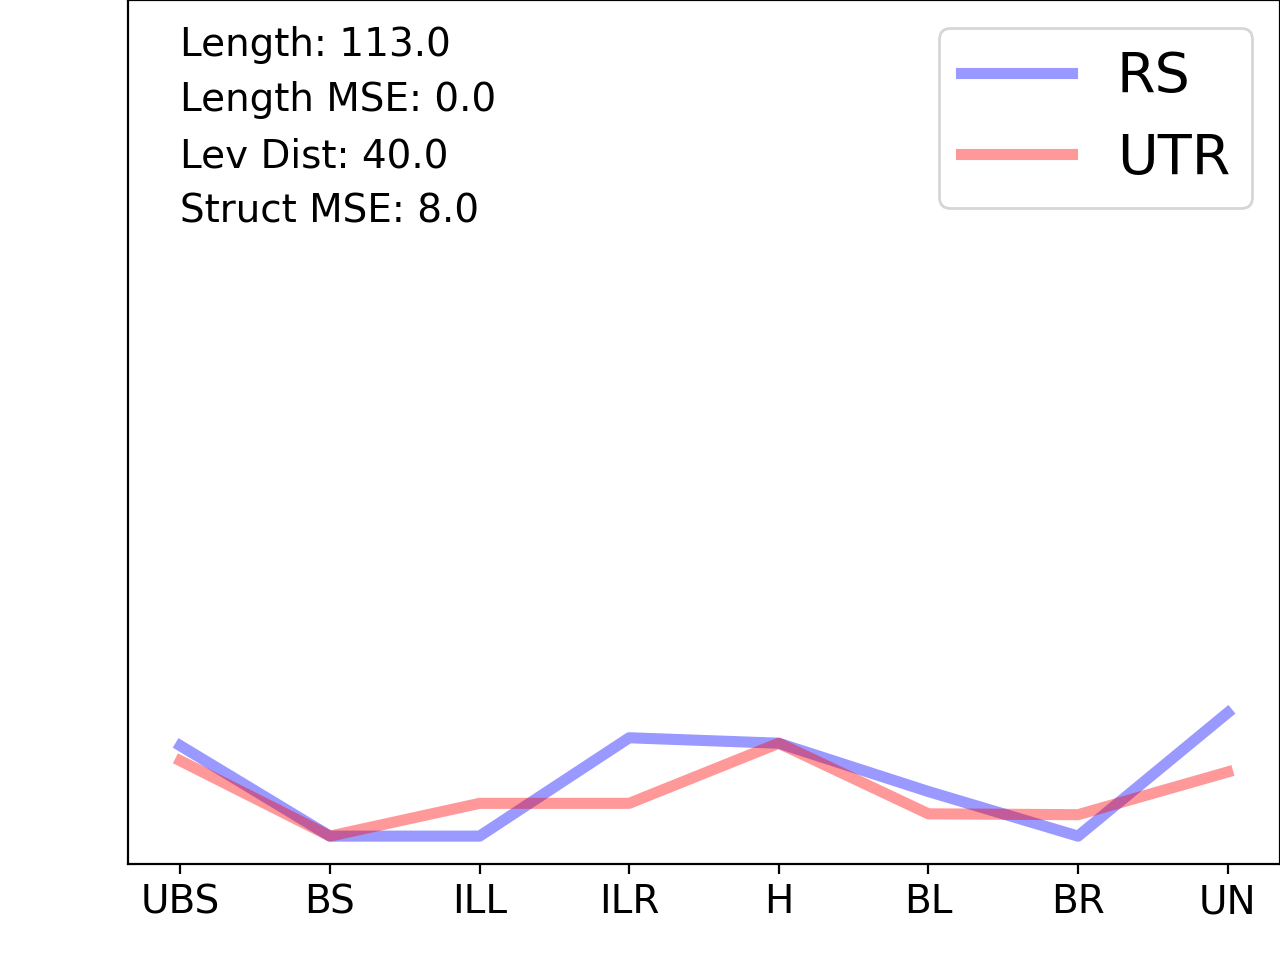 Length: 113.0
Length MSE: 0.0
Lev Dist: 40.0
Struct MSE: 8.0
RS
UTR
UBS BS ILL ILR H BL BR UN